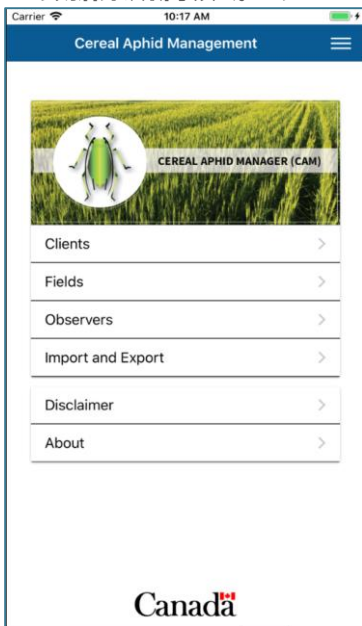 Carrier 10:17 AM
Cereal Aphid Management
CEREAL APHID MANAGER (CAM)
Clients
Fields
Observers
Import and Export
Disclaimer
About
Canada